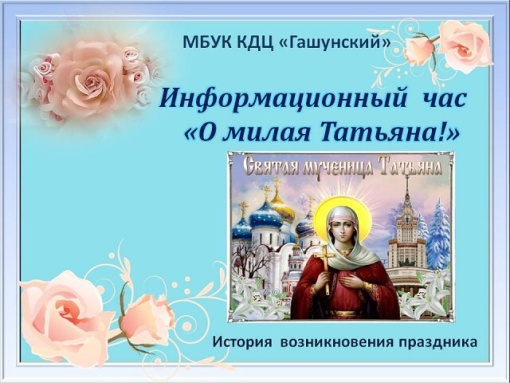 МБУК КДЦ «Гашунский»
Информационный час
«О милая Татьяна!»
Святая мученица Татьяна
История возникновения праздника